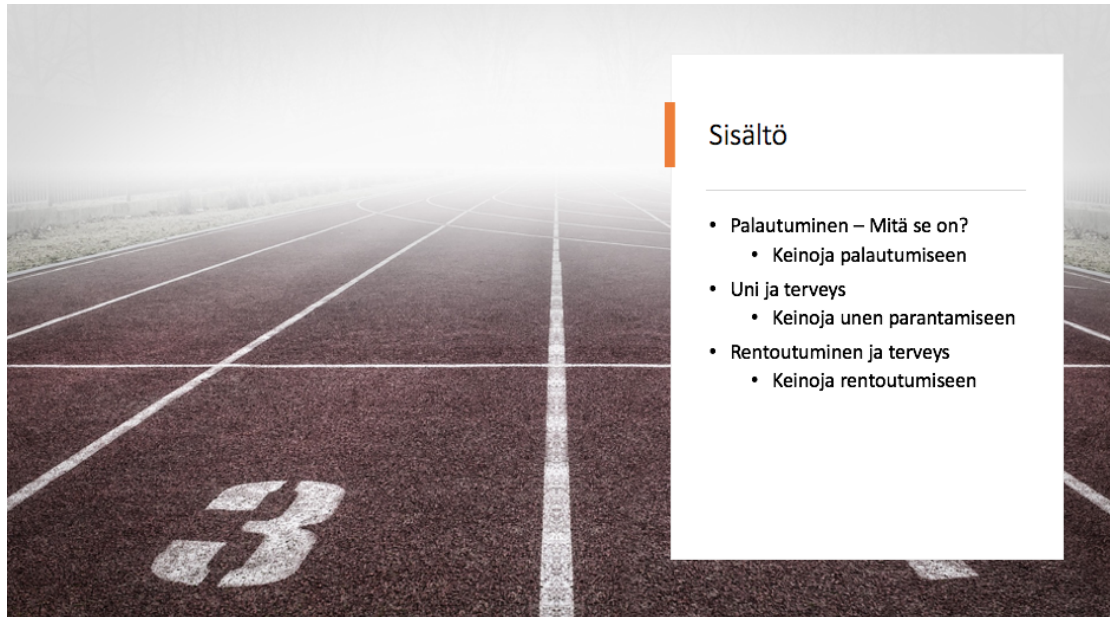 Sisältö
• Palautuminen – Mitä se on?
• Keinoja palautumiseen
• Uni ja terveys
• Keinoja unen parantamiseen
• Rentoutuminen ja terveys
• Keinoja rentoutumiseen
3